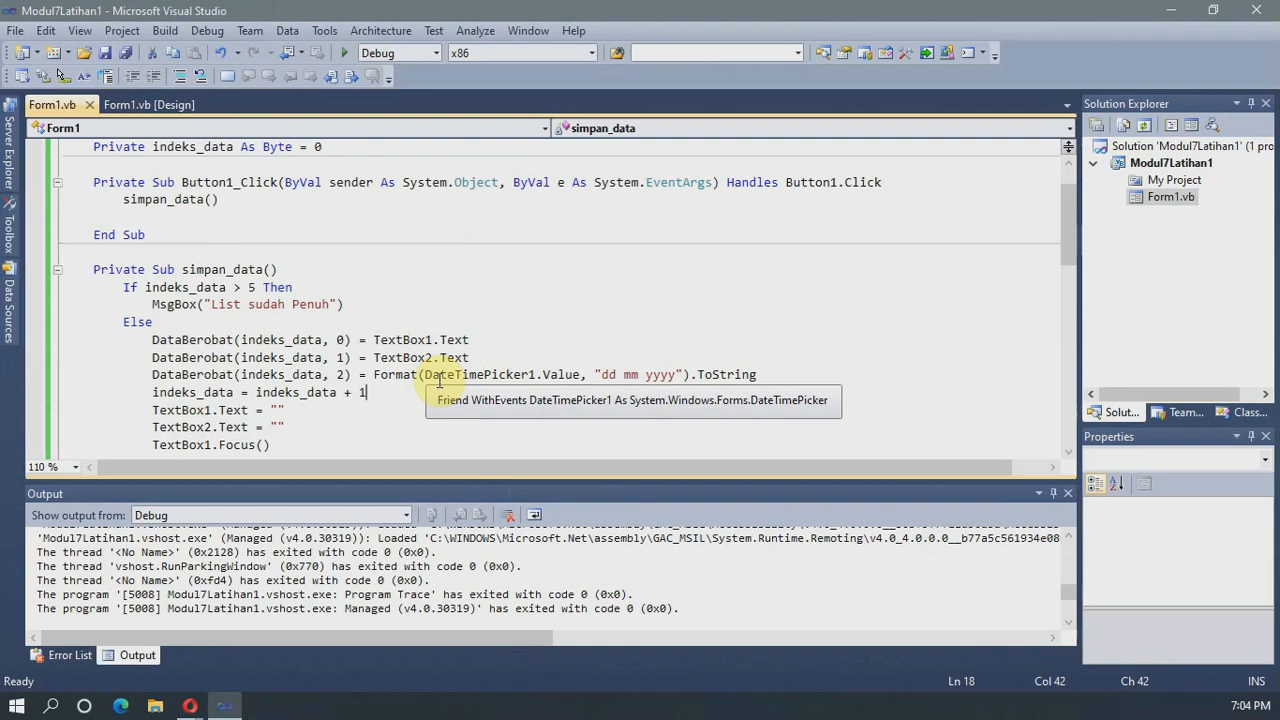 Modul7Latihan1 - Microsoft Visual Studio
File Edit View Project Build Debug Team Data Tools Architecture Test Analyze Window Help
Debug x86
Form1.vb Form1.vb [Design]
Form1 simpan_data
Private indeks_data As Byte = 0
Private Sub Button1_Click(ByVal sender As System.Object, ByVal e As System.EventArgs) Handles Button1.Click
simpan_data()
End Sub
Private Sub simpan_data()
If indeks_data > 5 Then
MsgBox("List sudah Penuh")
Else
DataBerobat(indeks_data, 0) = TextBox1.Text
DataBerobat(indeks_data, 1) = TextBox2.Text
DataBerobat(indeks_data, 2) = Format(DateTimePicker1.Value, "dd mm yyyy").ToString
indeks_data = indeks_data + 1
Friend WithEvents DateTimePicker1 As System.Windows.Forms.DateTimePicker
TextBox1.Text = ""
TextBox2.Text = ""
TextBox1.Focus()
110 %
Server Explorer
Toolbox
Data Sources
Solution Explorer
Solution 'Modul7Latihan1' (1 pro
Modul7Latihan1
My Project
Form1.vb
Solut... Team... Class...
Properties
Output
Show output from: Debug
'Modul7Latihan1.vshost.exe' (Managed (v4.0.30319)): Loaded 'C:\WINDOWS\Microsoft.Net\assembly\GAC_MSIL\System.Runtime.Remoting\v4.0_4.0.0.0__b77a5c561934e08
The thread '<No Name>' (0x2128) has exited with code 0 (0x0).
The thread 'vshost.RunParkingWindow' (0x770) has exited with code 0 (0x0).
The thread '<No Name>' (0xfd4) has exited with code 0 (0x0).
The program '[5008] Modul7Latihan1.vshost.exe: Program Trace' has exited with code 0 (0x0).
The program '[5008] Modul7Latihan1.vshost.exe: Managed (v4.0.30319)' has exited with code 0 (0x0).
Error List Output
Ready Ln 18 Col 42 Ch 42 INS
7:04 PM